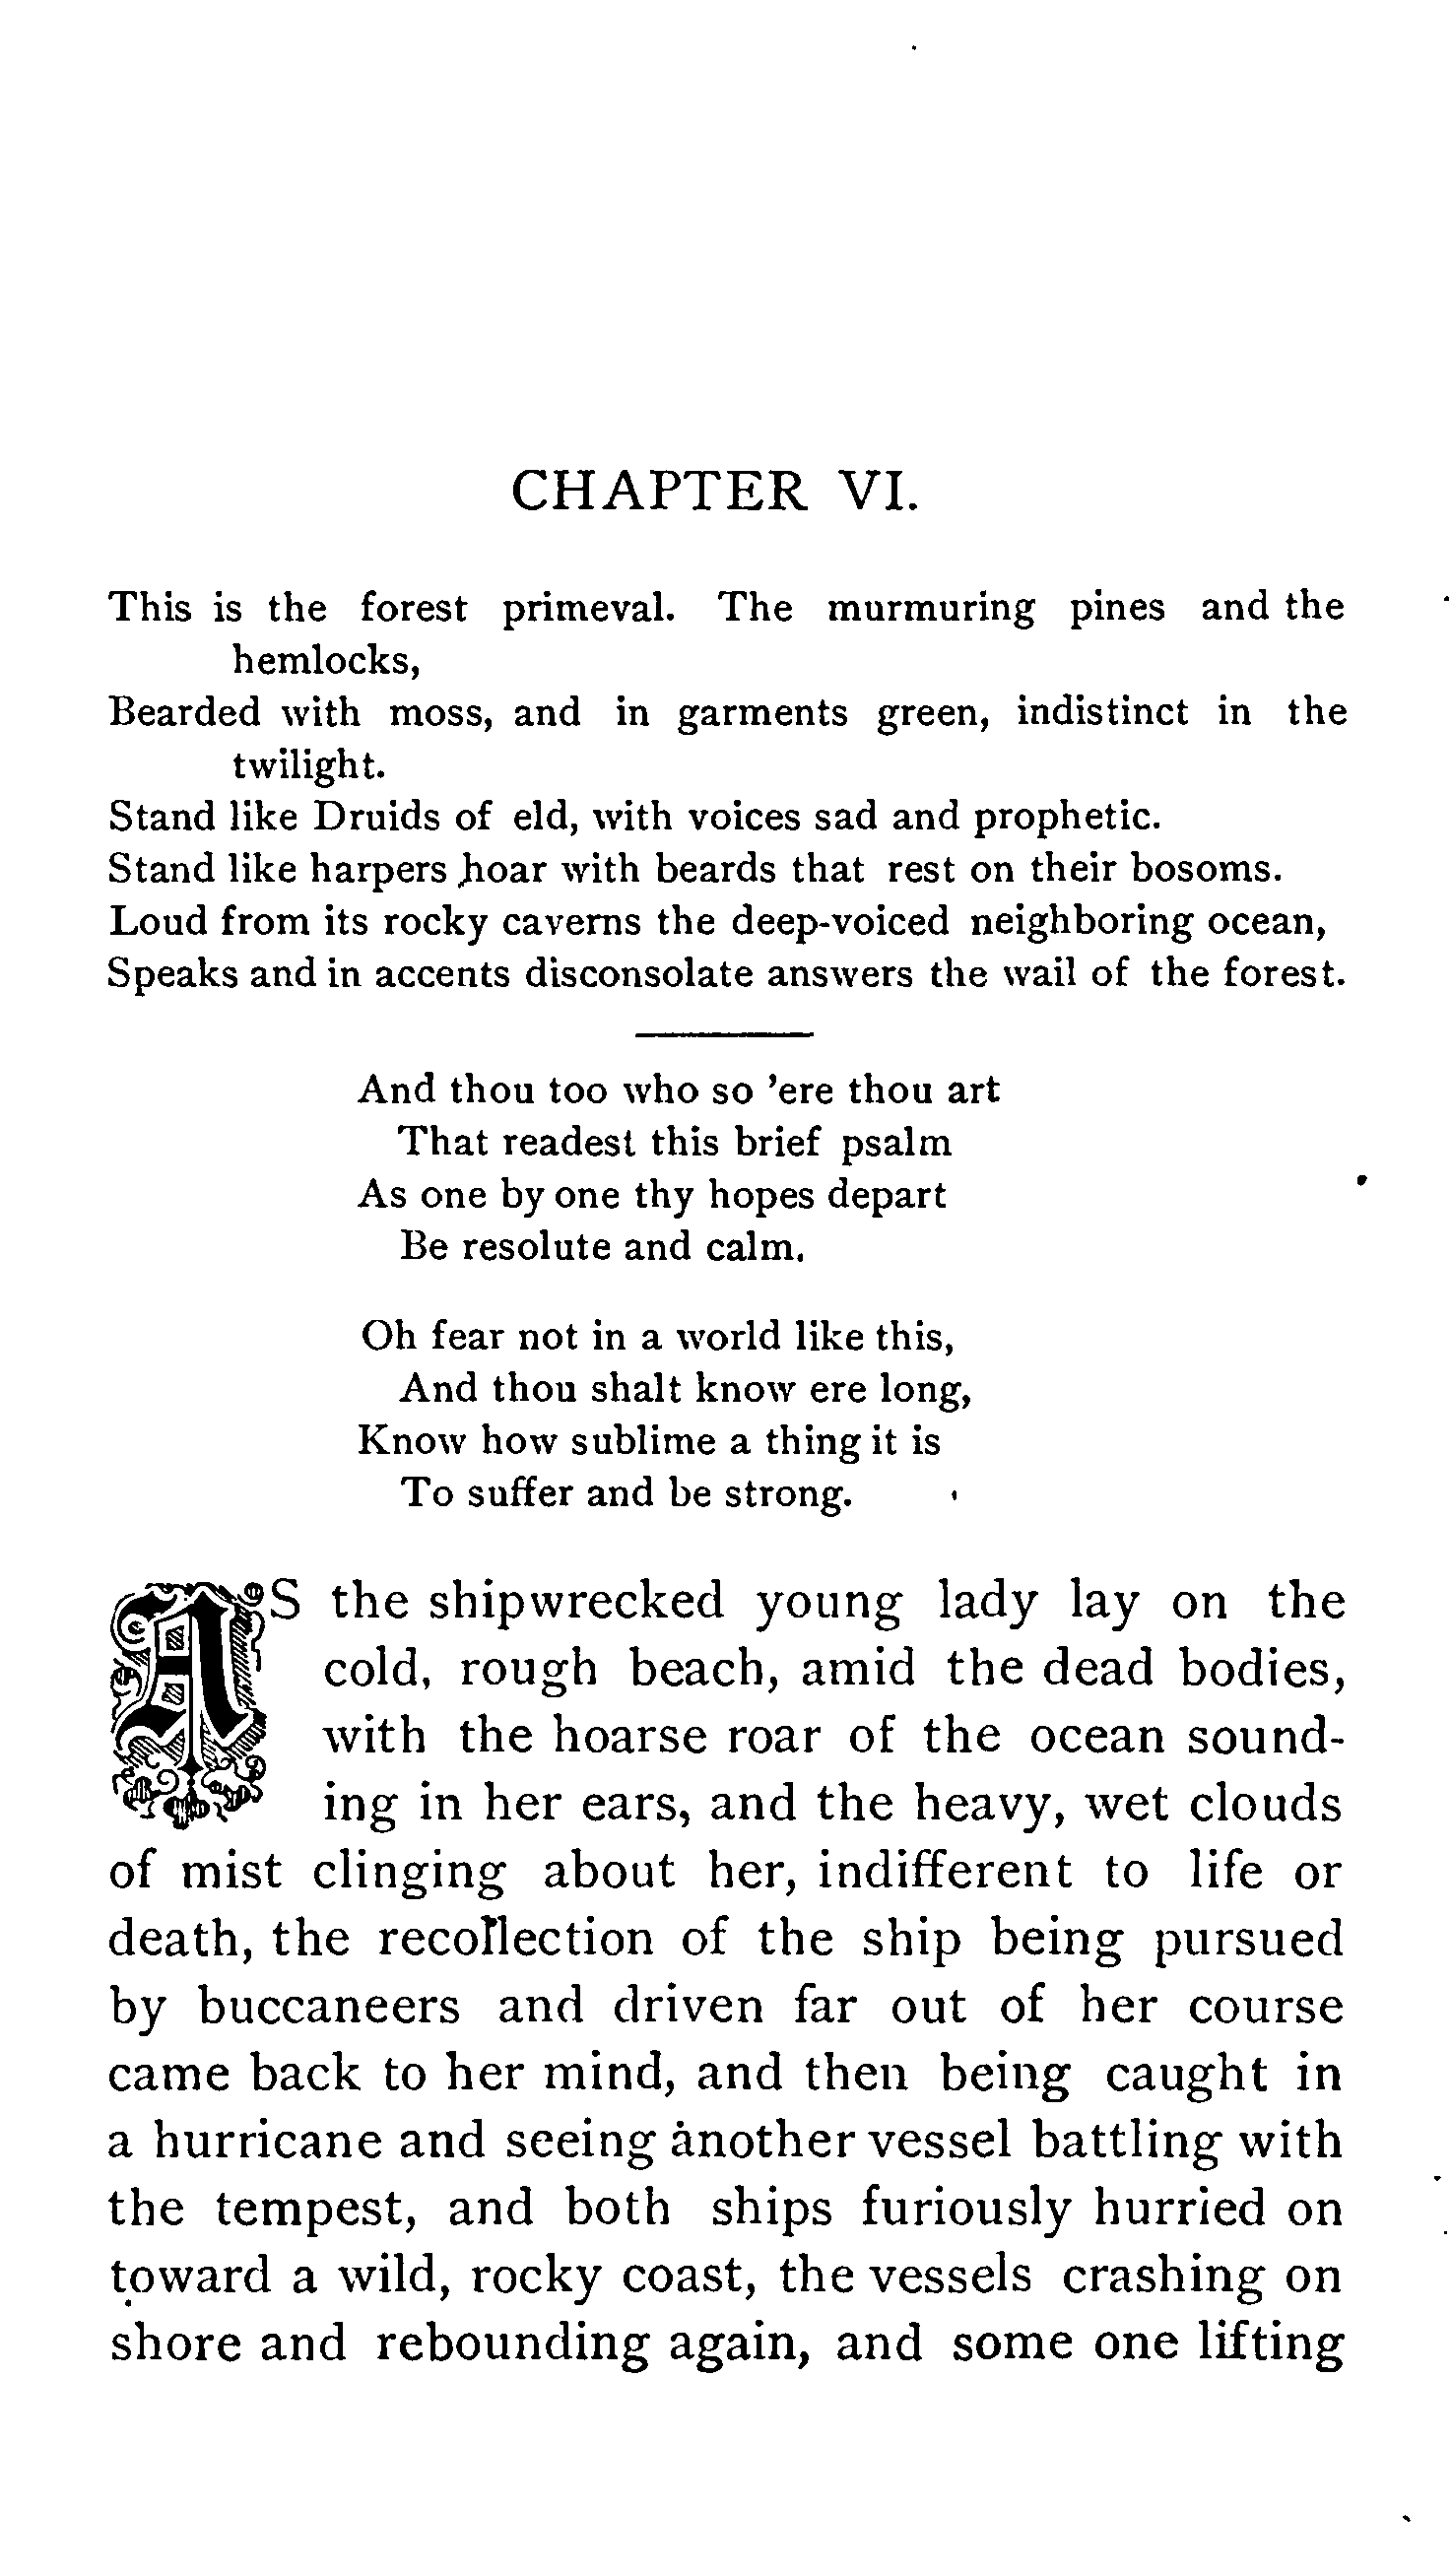 CHAPTER VI.
This is the forest primeval. The murmuring pines and the
hemlocks,
Bearded with moss, and in garments green, indistinct in the
twilight.
Stand like Druids of eld, with voices sad and prophetic.
Stand like harpers hoar with beards that rest on their bosoms.
Loud from its rocky caverns the deep-voiced neighboring ocean,
Speaks and in accents disconsolate answers the wail of the forest.
And thou too who so 'ere thou art
That readest this brief psalm
As one by one thy hopes depart
Be resolute and calm.
Oh fear not in a world like this,
And thou shalt know ere long,
Know how sublime a thing it is
To suffer and be strong.
AS the shipwrecked young lady lay on the
cold, rough beach, amid the dead bodies,
with the hoarse roar of the ocean sound-
ing in her ears, and the heavy, wet clouds
of mist clinging about her, indifferent to life or
death, the recollection of the ship being pursued
by buccaneers and driven far out of her course
came back to her mind, and then being caught in
a hurricane and seeing another vessel battling with
the tempest, and both ships furiously hurried on
toward a wild, rocky coast, the vessels crashing on
shore and rebounding again, and some one lifting